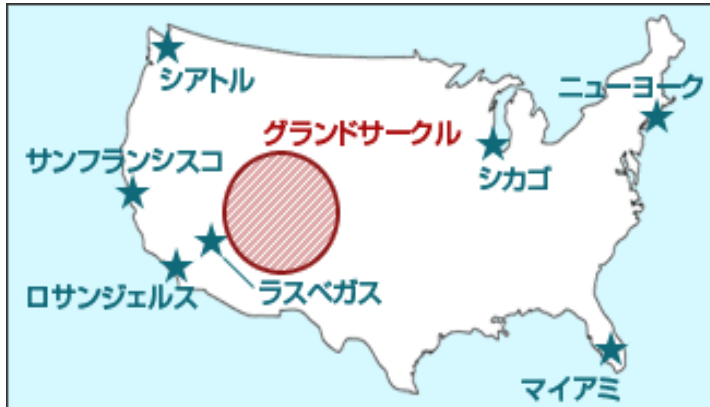 シアトル
ニューヨーク
グランドサークル
サンフランシスコ
シカゴ
ロサンジェルス
ラスベガス
マイアミ